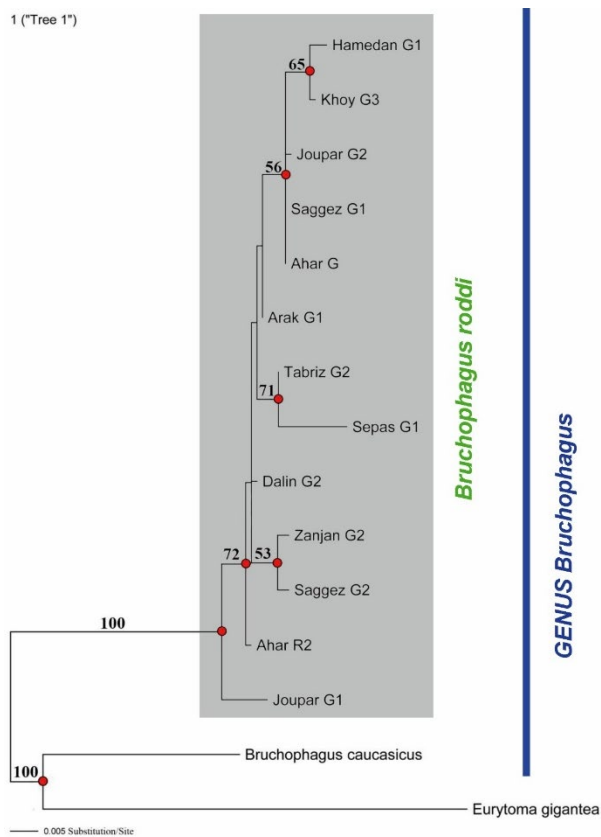 1 ("Tree 1")
Hamedan G1
65
Khoy G3
Joupar G2
56
Saggez G1
Ahar G
Arak G1
Tabriz G2
71
Sepas G1
Dalin G2
Zanjan G2
72
53
Saggez G2
Ahar R2
100
Joupar G1
Bruchophagus caucasicus
100
Eurytoma gigantea
0.005 Substitution/Site
Bruchophagus roddi
GENUS Bruchophagus